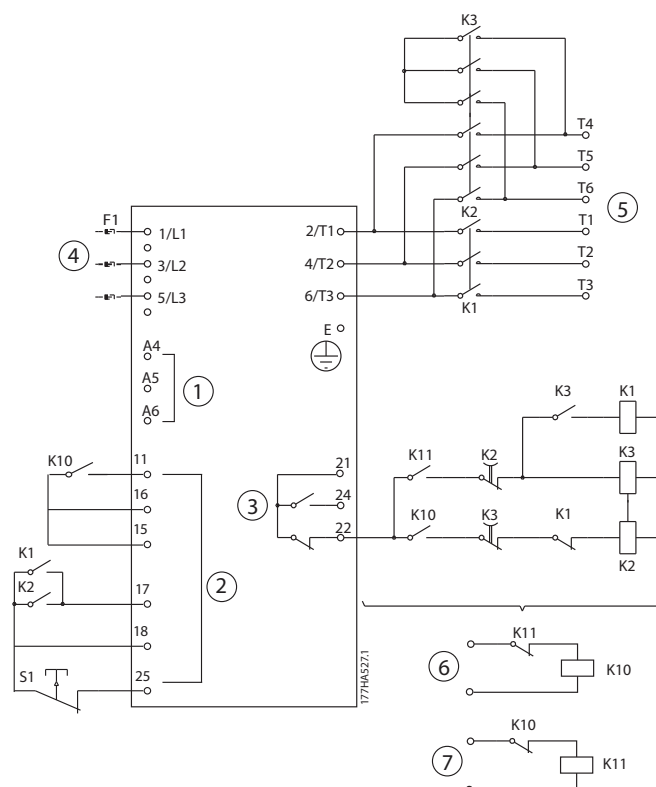 K3
T4
T5
T6
5
K2
T1
T2
T3
K1
F1
4
1/L1
3/L2
5/L3
2/T1
4/T2
6/T3
E
A4
A5
A6
1
K10
11
16
15
K1
K2
17
18
S1
25
2
3
21
24
22
K11
K2
K3
K1
K3
K10
K3
K1
K2
177HA527.1
6
K11
K10
7
K10
K11